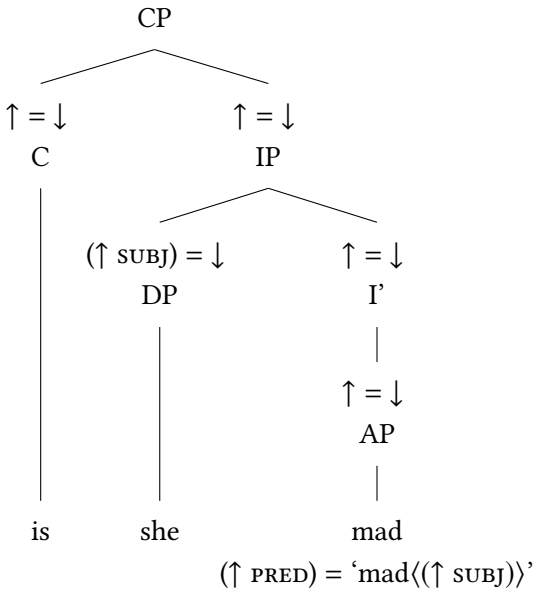 CP
↑ = ↓ ↑ = ↓
C IP
(↑ SUBJ) = ↓ ↑ = ↓
DP I’
↑ = ↓
AP
is she mad
(↑ PRED) = ‘mad⟨(↑ SUBJ)⟩’